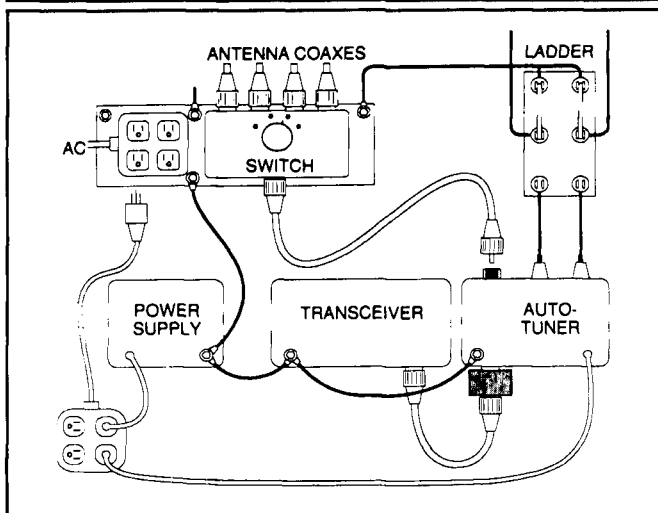 ANTENNA COAXES
LADDER
AC
SWITCH
POWER
SUPPLY
TRANSCEIVER
AUTO-
TUNER